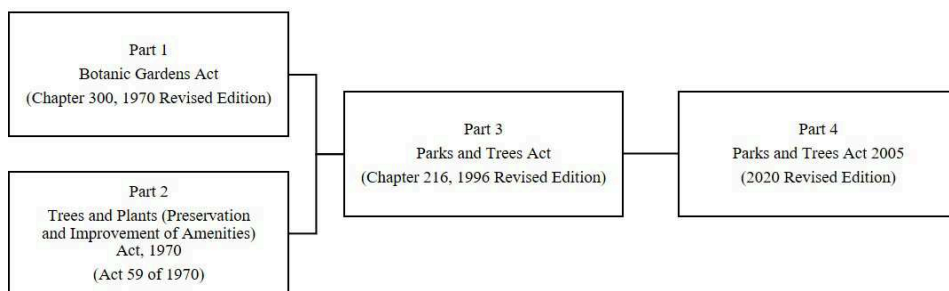 Part 1
Botanic Gardens Act
(Chapter 300, 1970 Revised Edition)
Part 2
Trees and Plants (Preservation
and Improvement of Amenities)
Act, 1970
(Act 59 of 1970)
Part 3
Parks and Trees Act
(Chapter 216, 1996 Revised Edition)
Part 4
Parks and Trees Act 2005
(2020 Revised Edition)